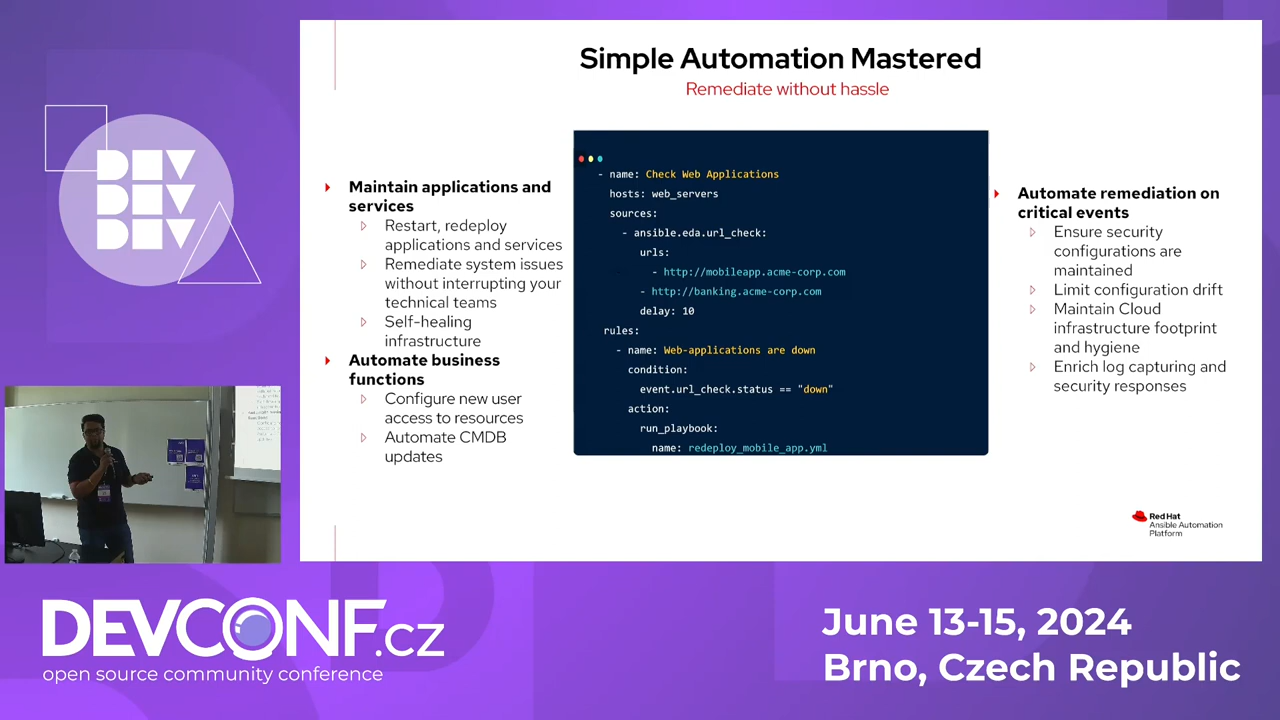 Simple Automation Mastered
Remediate without hassle
Maintain applications and
services
Restart, redeploy
applications and services
Remediate system issues
without interrupting your
technical teams
Self-healing
infrastructure
Automate business
functions
Configure new user
access to resources
Automate CMDB
updates
- name: Check Web Applications
hosts: web_servers
sources:
- ansible.eda.url_check:
urls:
- http://mobileapp.acme-corp.com
- http://banking.acme-corp.com
delay: 10
rules:
- name: Web-applications are down
condition:
event.url_check.status == "down"
action:
run_playbook:
name: redeploy_mobile_app.yml
Automate remediation on
critical events
Ensure security
configurations are
maintained
Limit configuration drift
Maintain Cloud
infrastructure footprint
and hygiene
Enrich log capturing and
security responses
Red Hat
Ansible Automation
Platform
DEV
DEV
DEV
DEVCONF.cz
open source community conference
June 13-15, 2024
Brno, Czech Republic